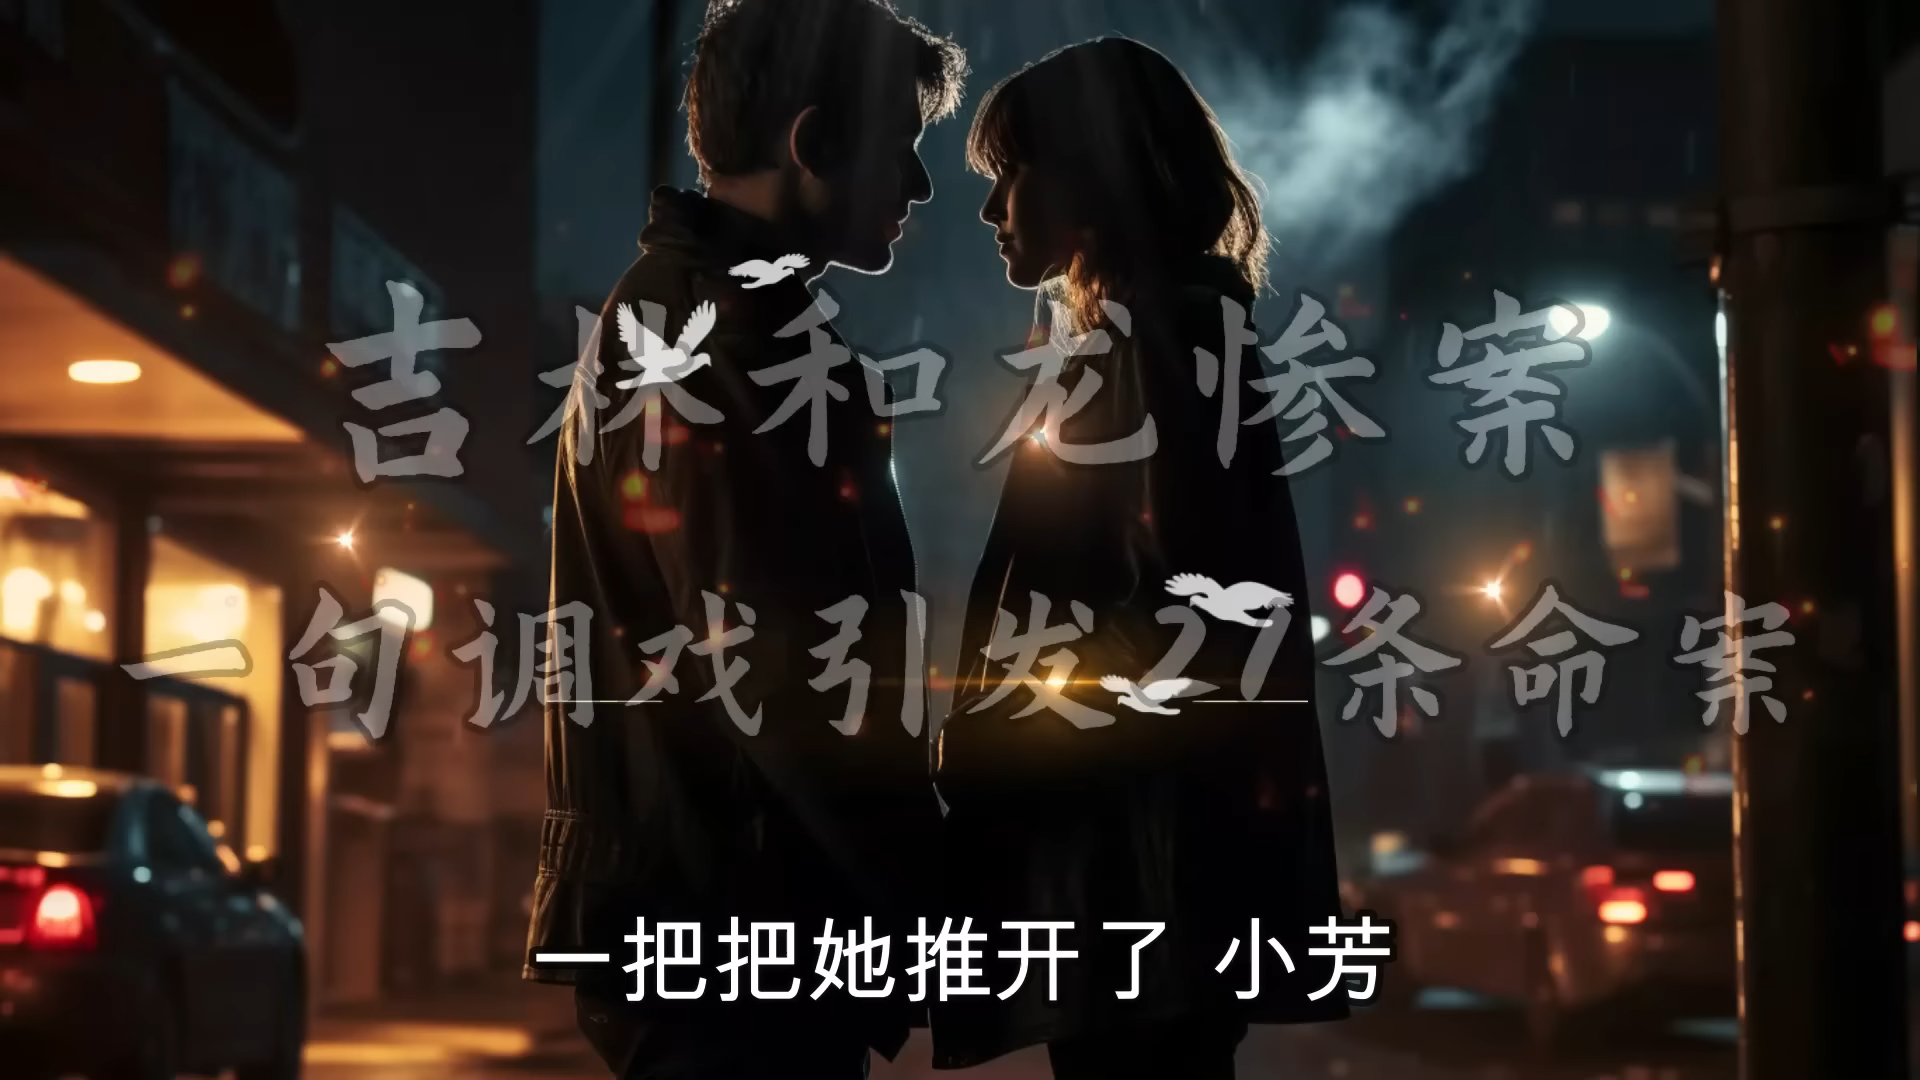 吉林和龙惨案
一句调戏引发27条命案
一把把她推开了 小芳